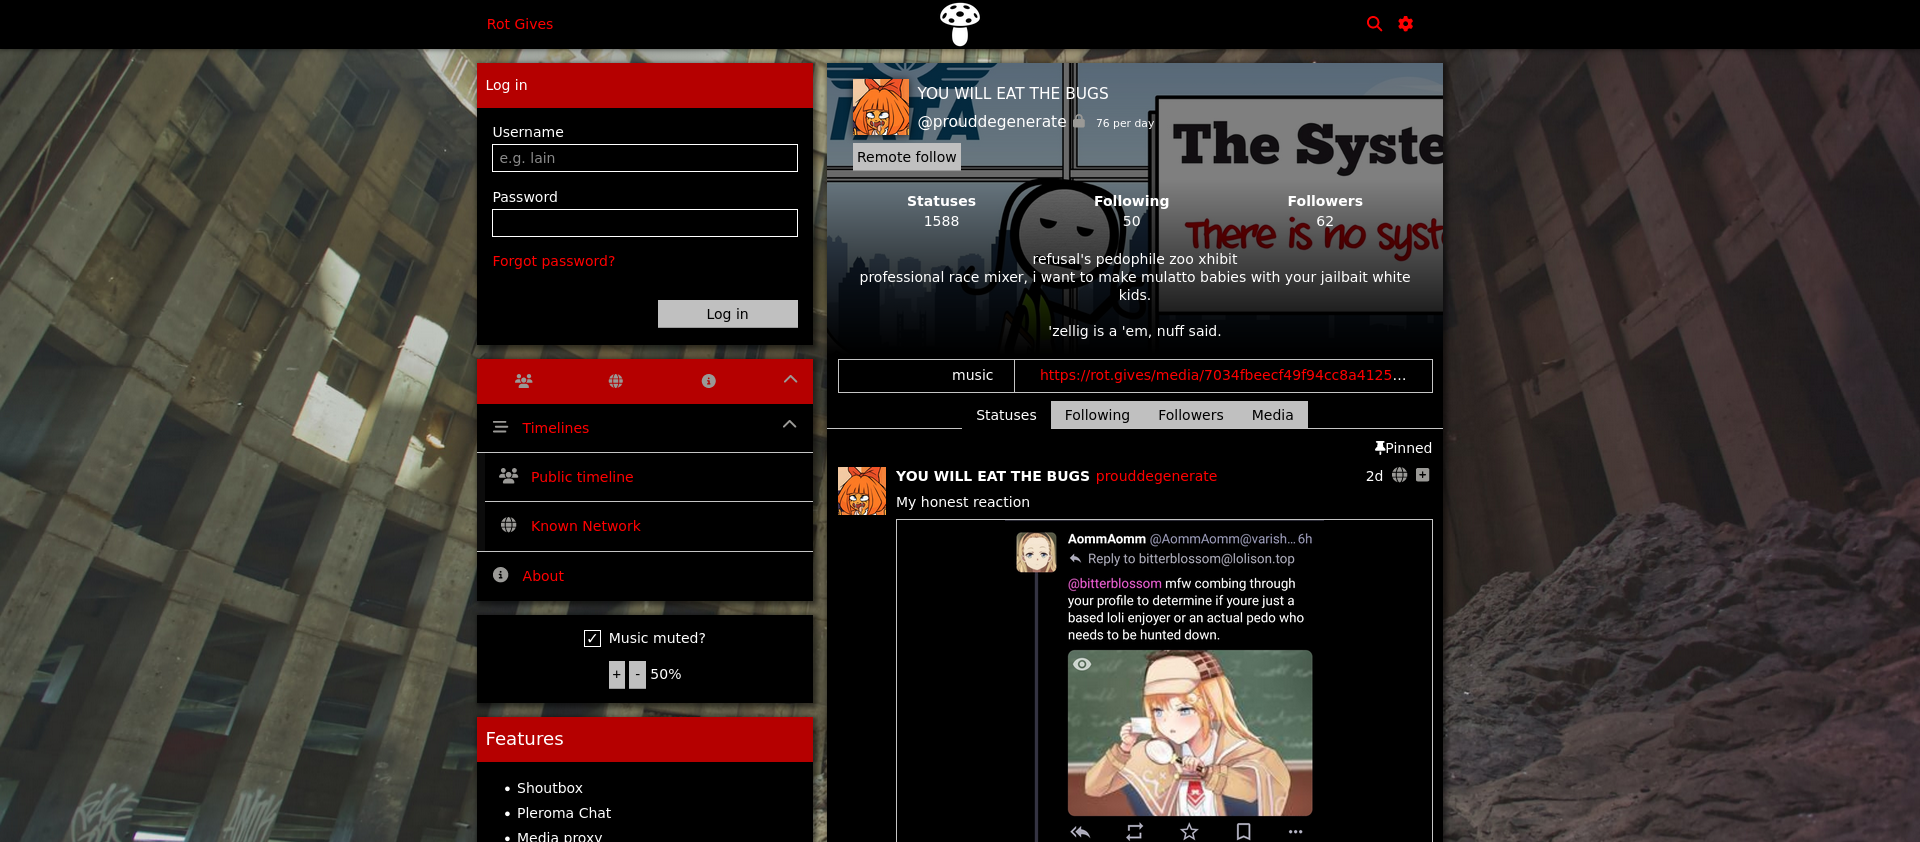 Rot Gives
Log in
Username
e.g. lain
Password
Forgot password?
Log in
Timelines
Public timeline
Known Network
About
Music muted?
+ - 50%
Features
• Shoutbox
• Pleroma Chat
• Media proxy
YOU WILL EAT THE BUGS
@prouddegenerate 76 per day
Remote follow
The Syste
There is no syst
Statuses Following Followers
1588 50 62
refusal's pedophile zoo xhibit
professional race mixer, i want to make mulatto babies with your jailbait white
kids.
'zellig is a 'em, nuff said.
music https://rot.gives/media/7034fbeecf49f94cc8a4125...
Statuses Following Followers Media
Pinned
YOU WILL EAT THE BUGS prouddegenerate 2d
My honest reaction
AommAomm @AommAomm@varish... 6h
Reply to bitterblossom@lolison.top
@bitterblossom mfw combing through
your profile to determine if youre just a
based loli enjoyer or an actual pedo who
needs to be hunted down.